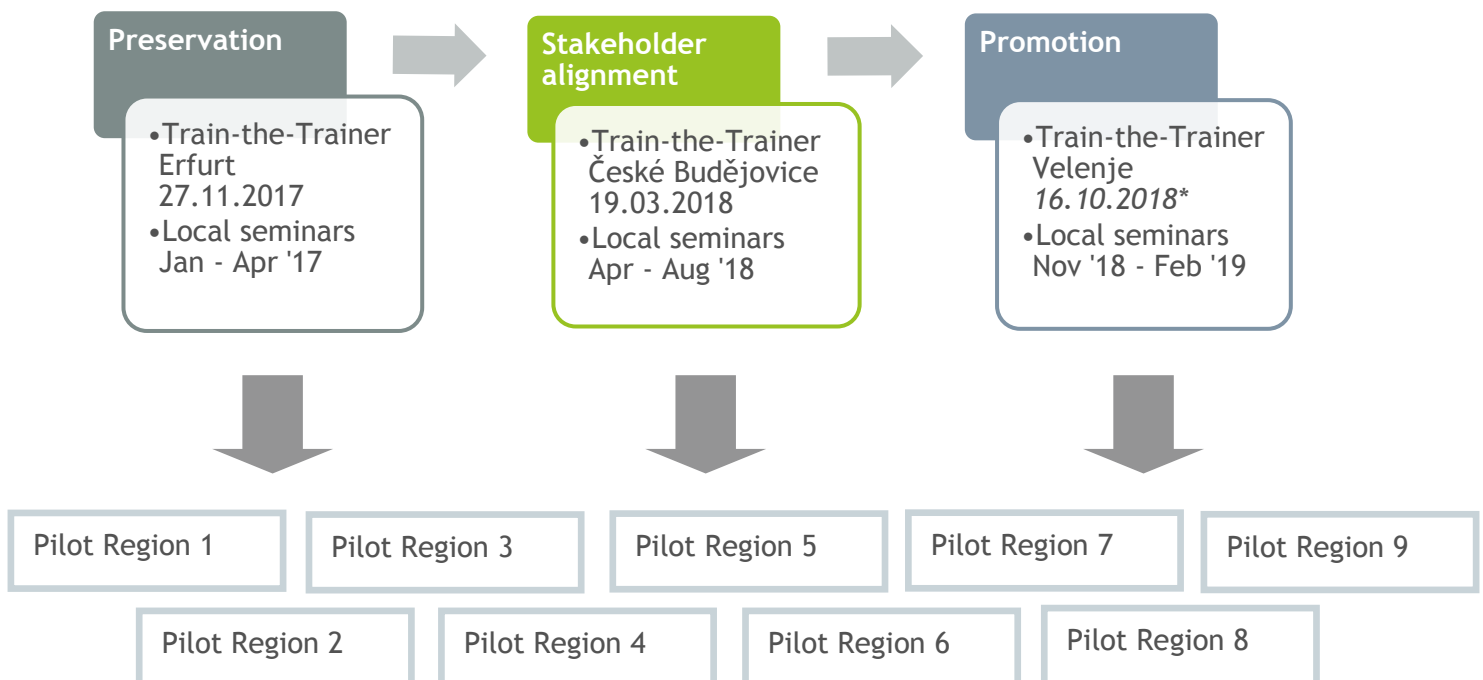 Preservation
•Train-the-Trainer
Erfurt
27.11.2017
•Local seminars
Jan - Apr '17
Stakeholder
alignment
•Train-the-Trainer
České Budějovice
19.03.2018
•Local seminars
Apr - Aug '18
Promotion
•Train-the-Trainer
Velenje
16.10.2018*
•Local seminars
Nov '18 - Feb '19
Pilot Region 1
Pilot Region 3
Pilot Region 5
Pilot Region 7
Pilot Region 9
Pilot Region 2
Pilot Region 4
Pilot Region 6
Pilot Region 8